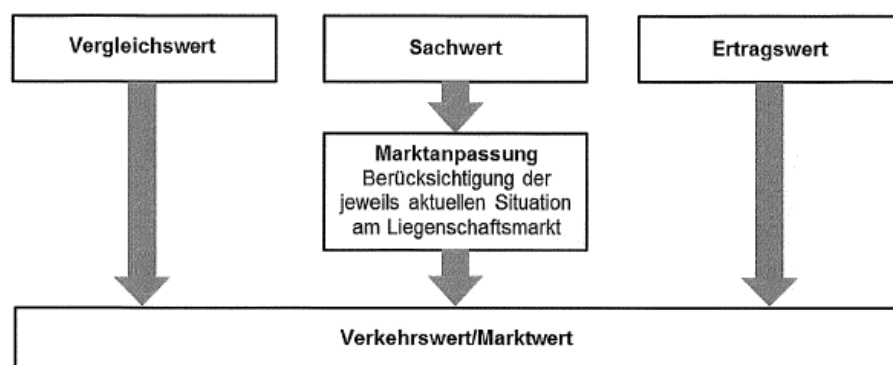 Vergleichswert
Sachwert
Ertragswert
Marktanpassung
Berücksichtigung der
jeweils aktuellen Situation
am Liegenschaftsmarkt
Verkehrswert/Marktwert